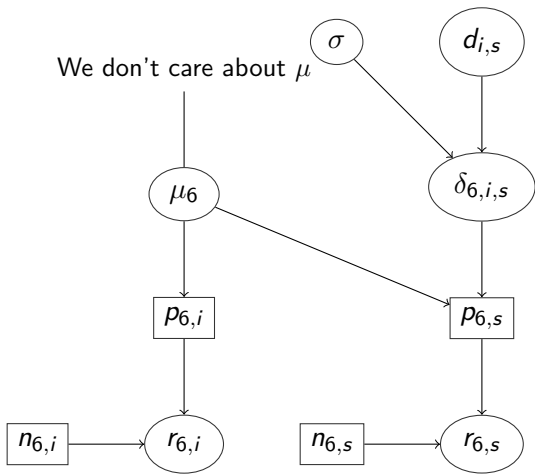 σ
d_{i,s}
We don't care about μ
μ_6
δ_{6,i,s}
p_{6,i}
p_{6,s}
n_{6,i}
r_{6,i}
n_{6,s}
r_{6,s}